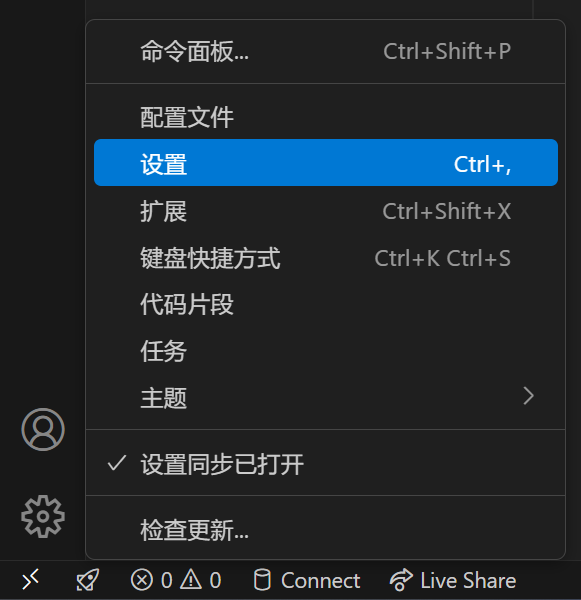 命令面板... Ctrl+Shift+P
配置文件
设置 Ctrl+,
扩展 Ctrl+Shift+X
键盘快捷方式 Ctrl+K Ctrl+S
代码片段
任务
主题
设置同步已打开
检查更新...
0 0 Connect Live Share